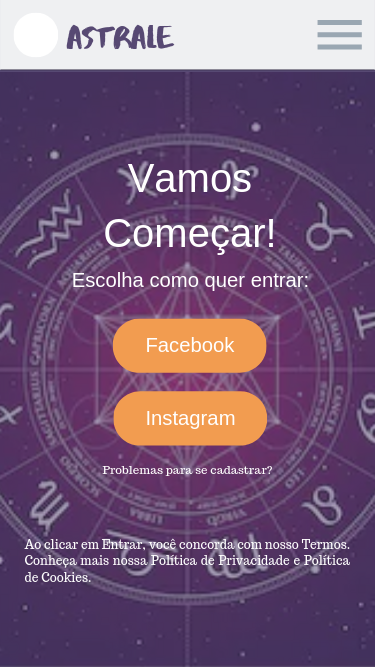 ASTRALE
Vamos
Começar!
Escolha como quer entrar:
Facebook
Instagram
Problemas para se cadastrar?
Ao clicar em Entrar, você concorda com nosso Termos.
Conheça mais nossa Política de Privacidade e Política
de Cookies.